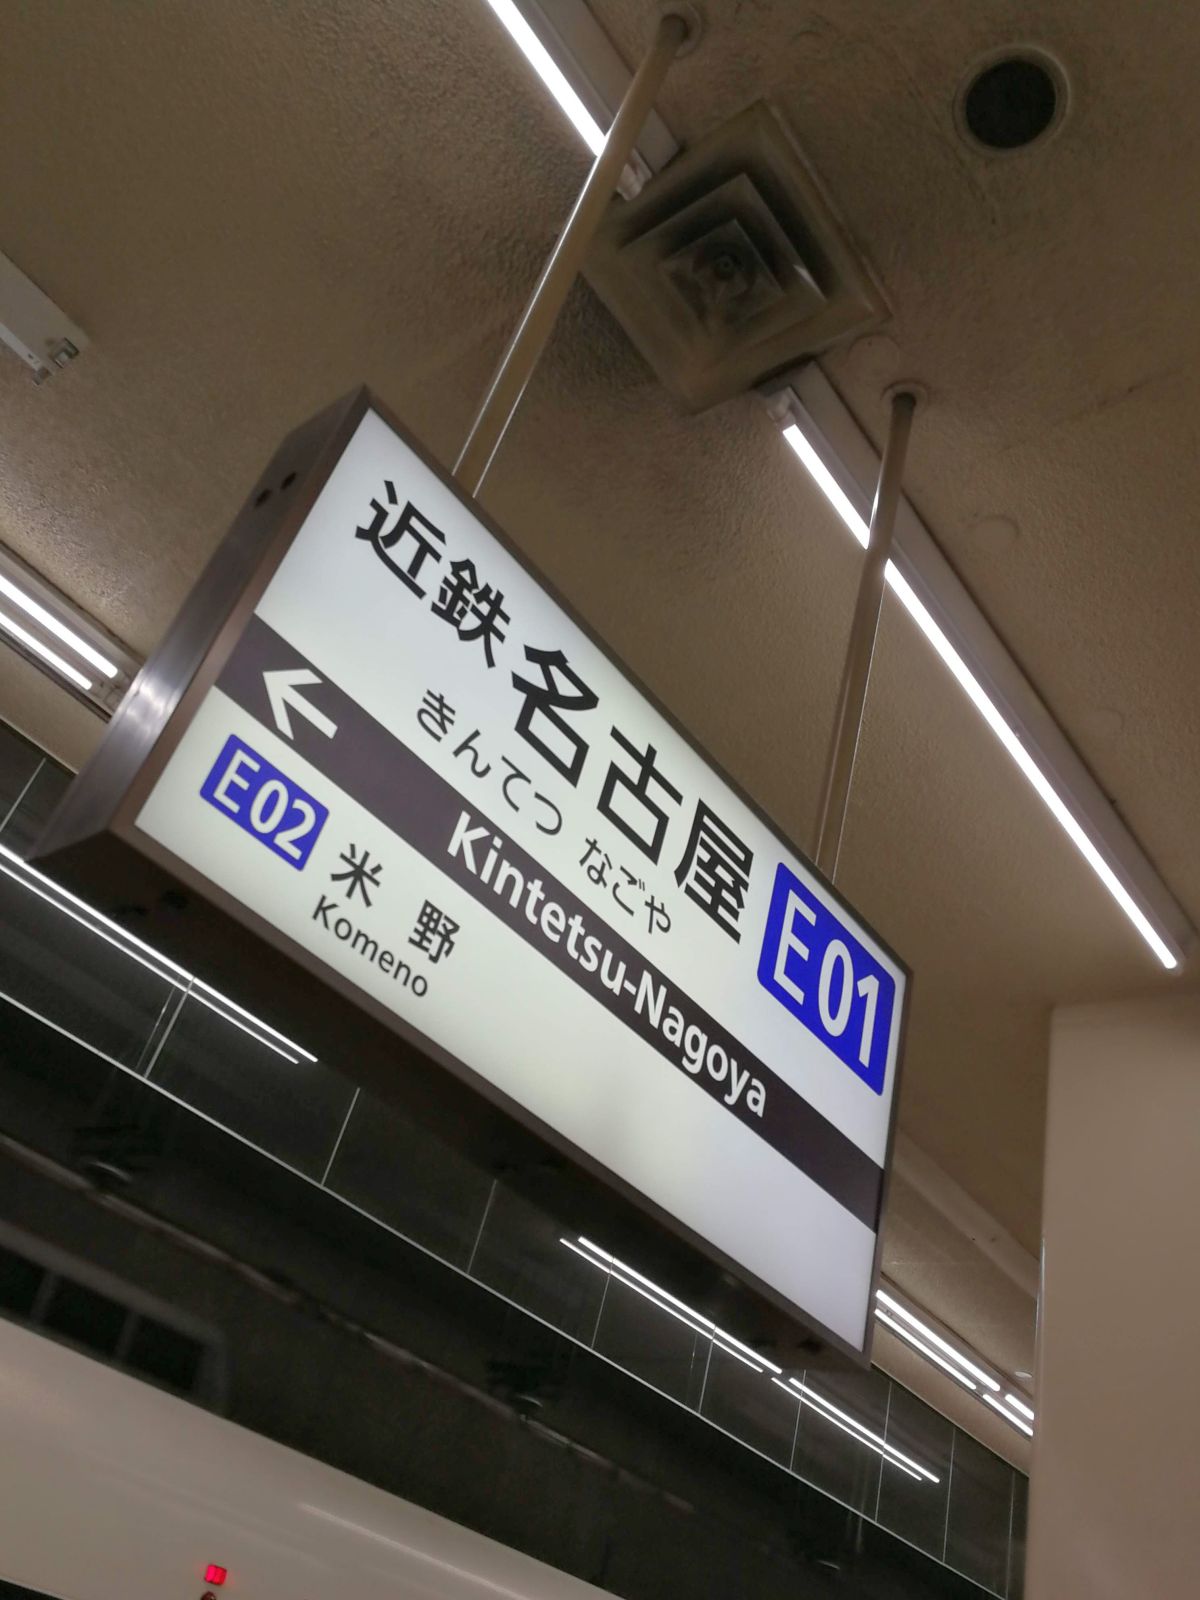 近鉄名古屋 E01
きんてつ なごや
← Kintetsu-Nagoya
E02 米野
Komeno